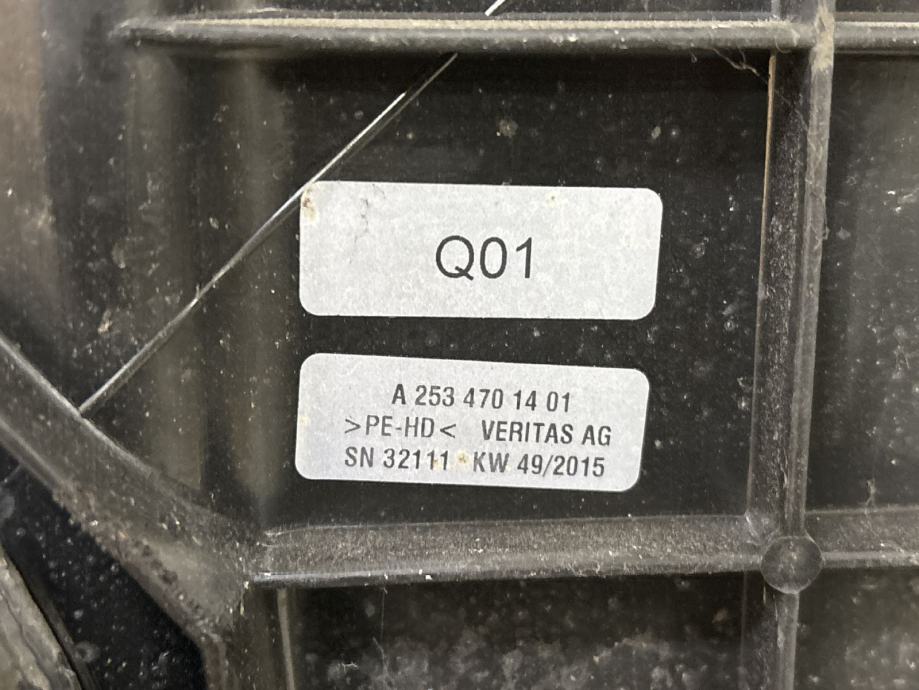 Q01
A 253 470 14 01
>PE-HD< VERITAS AG
SN 32111 KW 49/2015